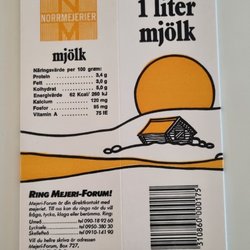 NORRMEJERIER
mjölk
Näringsvärde per 100 gram:
Protein 3,4 g
Fett 3,0 g
Kolhydrat 5,0 g
Energivärde 62 Kcal/ 260 kJ
Kalcium 120 mg
Fosfor 95 mg
Vitamin A 75 IE
1 liter
mjölk
RING MEJERI-FORUM!
Mejeri-Forum är din direktkontakt med
mejeriet. Till oss kan du ringa när du vill
fråga, tycka, klaga eller berömma. Ring:
Umeå tel 090-18 92 60
Lycksele tel 0950-380 30
Skellefteå tel 0910-141 90
Vill du hellre skriva är adressen
Mejeri-Forum, Box 727,